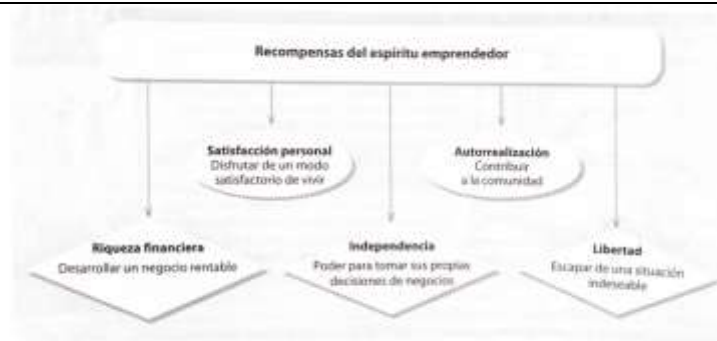 Recompensas del espíritu emprendedor
Satisfacción personal
Disfrutar de un modo
satisfactorio de vivir
Autorrealización
Contribuir
a la comunidad
Riqueza financiera
Desarrollar un negocio rentable
Independencia
Poder para tomar sus propias
decisiones de negocios
Libertad
Escapar de una situación
indeseable